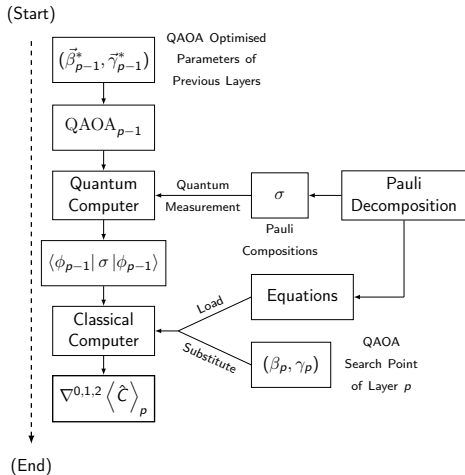 (Start)
(β⃗*ₚ₋₁, γ⃗*ₚ₋₁)
QAOA Optimised
Parameters of
Previous Layers
QAOAₚ₋₁
Quantum
Computer
Quantum
Measurement
σ
Pauli
Compositions
Pauli
Decomposition
⟨ϕₚ₋₁| σ |ϕₚ₋₁⟩
Classical
Computer
Load
Substitute
Equations
(βₚ, γₚ)
QAOA
Search Point
of Layer p
∇⁰,¹,² ⟨Ĉ⟩ₚ
(End)